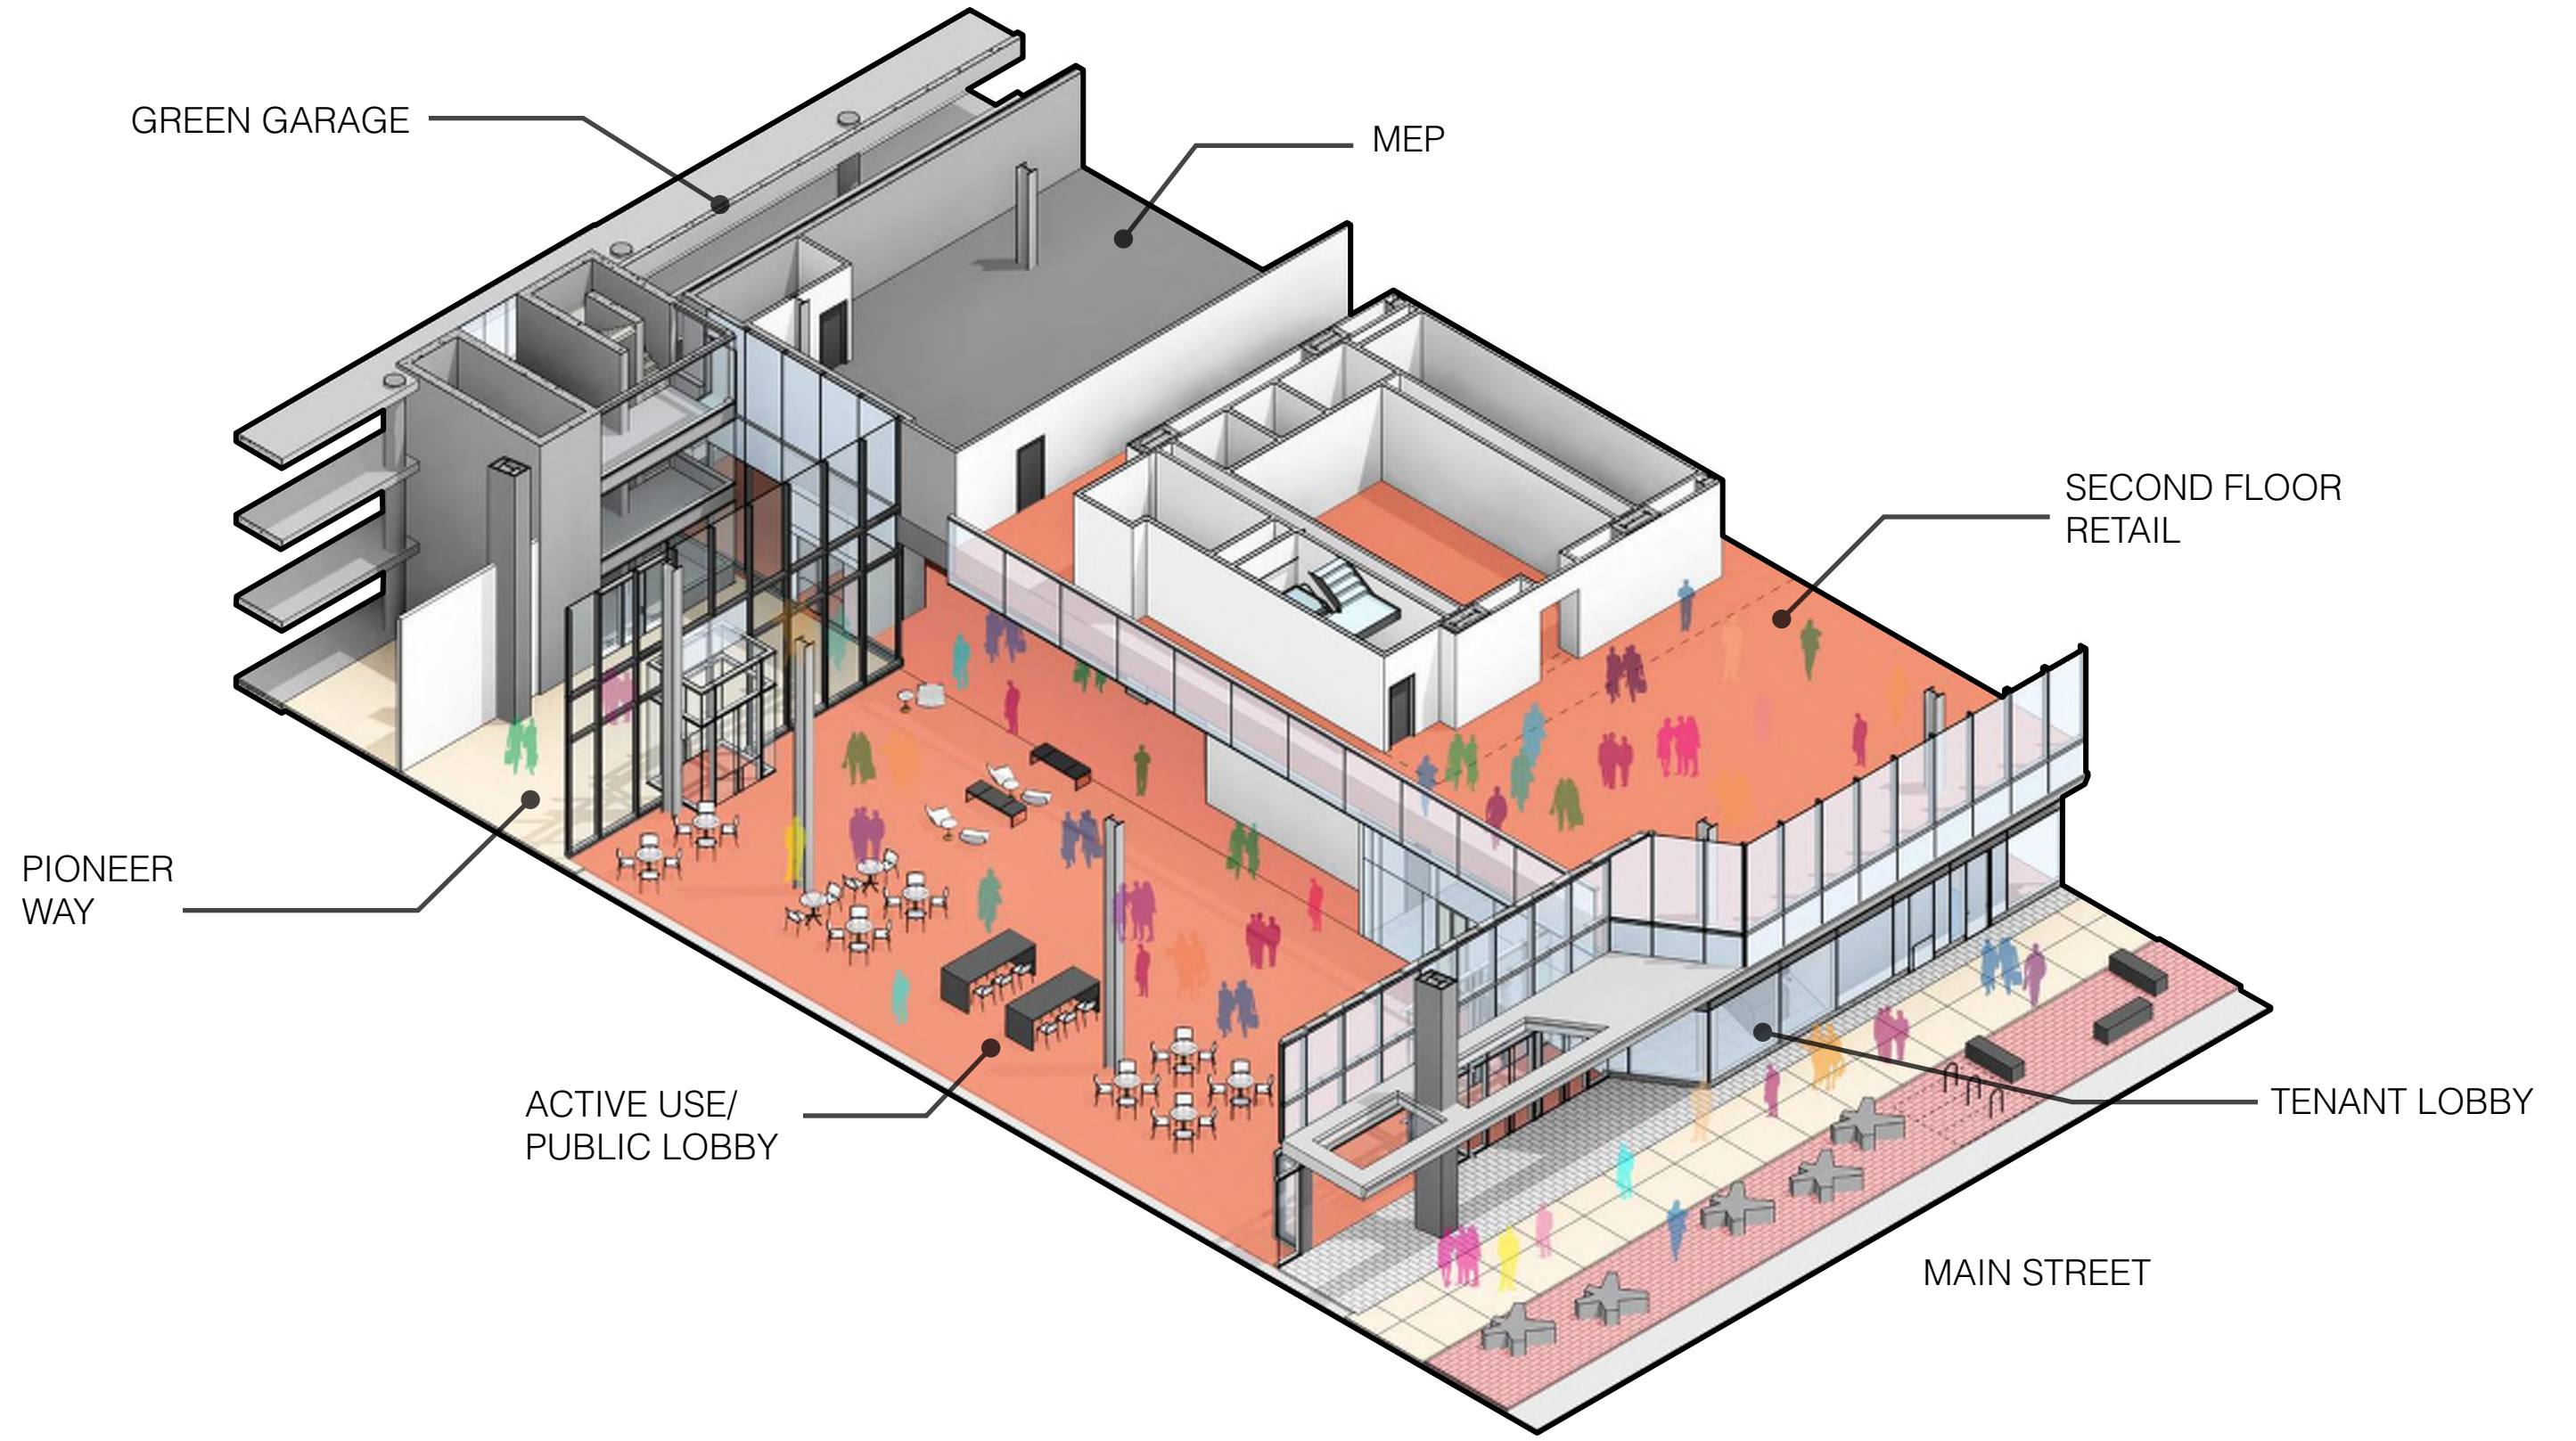 GREEN GARAGE
MEP
SECOND FLOOR
RETAIL
PIONEER
WAY
ACTIVE USE/
PUBLIC LOBBY
TENANT LOBBY
MAIN STREET